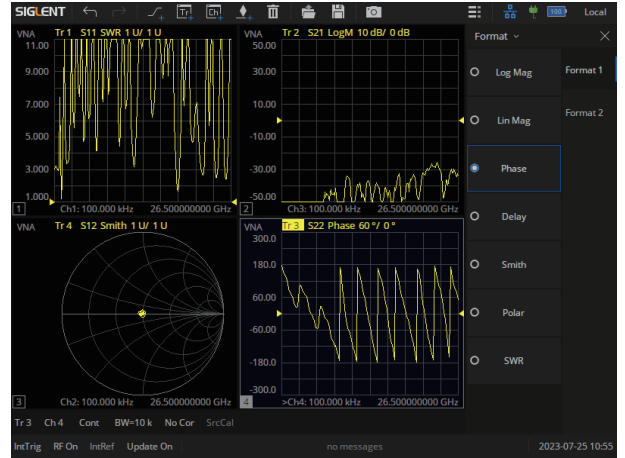 SIGLENT
Tr
Ch
100
Local
VNA Tr 1 S11 SWR 1 U/ 1 U
11.00
9.000
7.000
5.000
3.000
1.000
1 Ch1: 100.000 kHz 26.500000000 GHz
VNA Tr 2 S21 LogM 10 dB/ 0 dB
50.00
30.00
10.00
-10.00
-30.00
-50.00
2 Ch3: 100.000 kHz 26.500000000 GHz
VNA Tr 4 S12 Smith 1 U/ 1 U
3 Ch2: 100.000 kHz 26.500000000 GHz
VNA Tr 3 S22 Phase 60 °/ 0 °
300.0
180.0
60.00
-60.00
-180.0
-300.0
4 >Ch4: 100.000 kHz 26.500000000 GHz
Format
Log Mag
Lin Mag
Phase
Delay
Smith
Polar
SWR
Format 1
Format 2
Tr 3 Ch 4 Cont BW=10 k No Cor SrcCal
IntTrig RF On IntRef Update On no messages 2023-07-25 10:55